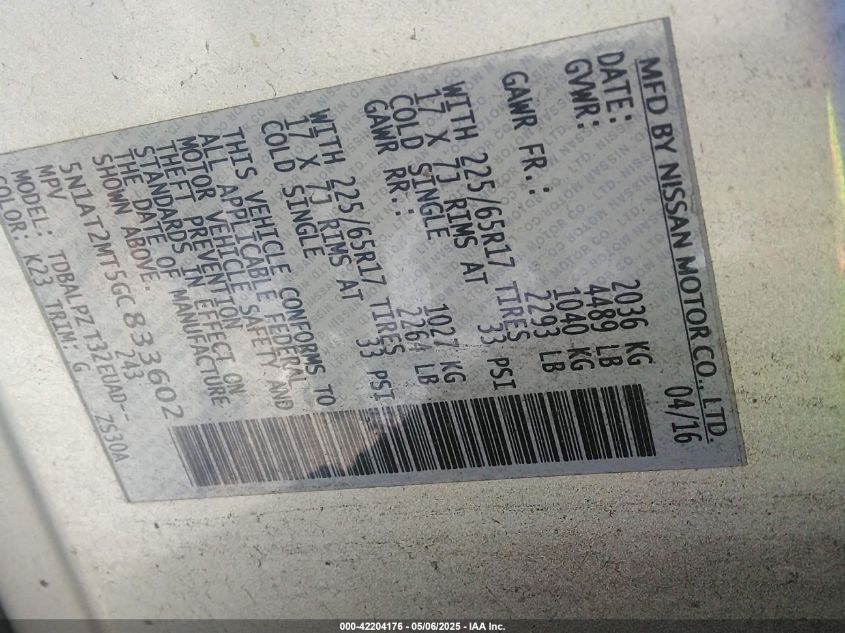 MFD BY NISSAN MOTOR CO., LTD.
DATE: 04/16
GVWR: 2036 KG
4489 LB
GAWR FR.: 1040 KG
2293 LB
WITH 225/65R17 TIRES
17 X 7J RIMS AT 33 PSI
COLD SINGLE
GAWR RR.: 1027 KG
2264 LB
WITH 225/65R17 TIRES
17 X 7J RIMS AT 33 PSI
COLD SINGLE
THIS VEHICLE CONFORMS TO
ALL APPLICABLE FEDERAL
MOTOR VEHICLE SAFETY AND
THEFT PREVENTION
STANDARDS IN EFFECT ON
THE DATE OF MANUFACTURE
SHOWN ABOVE.
5N1AT2MT5GC833602
MPV 243
MODEL: TDBALPZ T32EUAD--
COLOR: K23 TRIM: G ZS30A
000-42204176 - 05/06/2025 - IAA Inc.